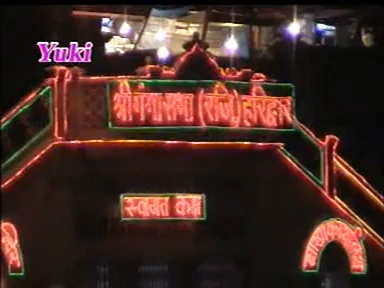 Yuki
श्री गंगा सभा (रजि) हरिद्वार
स्वागत कक्ष